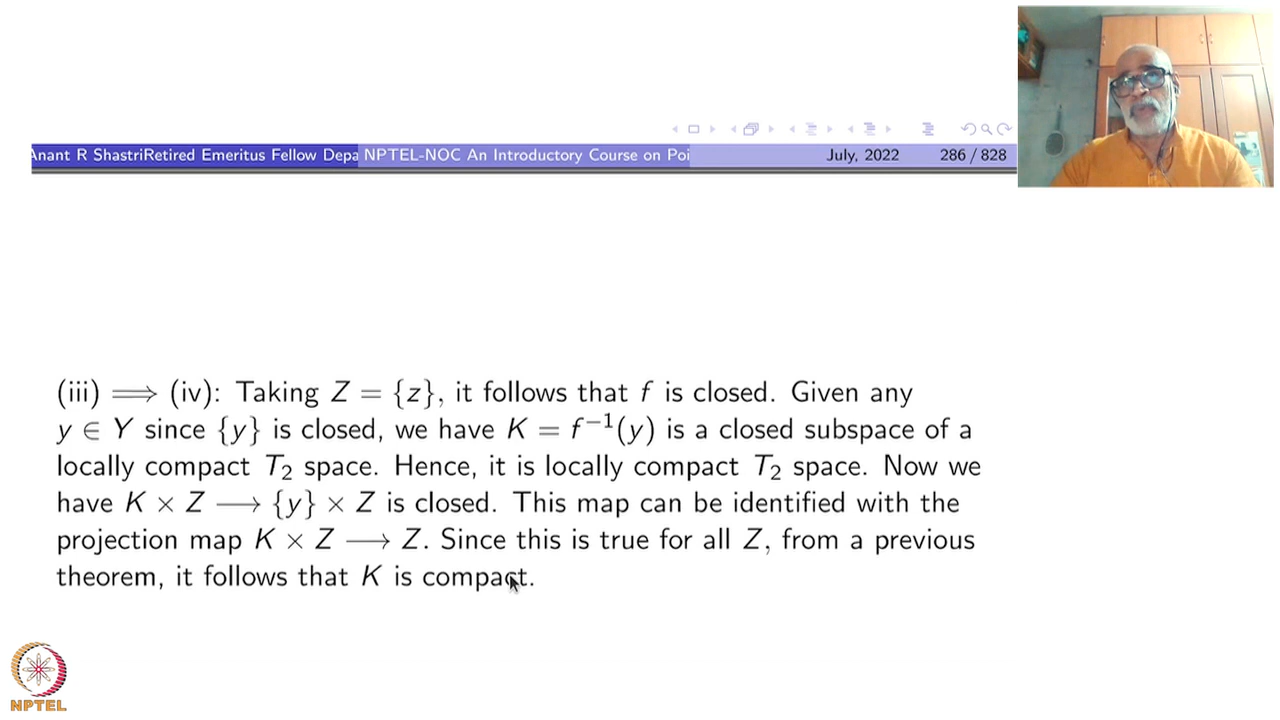 Anant R ShastriRetired Emeritus Fellow Depa NPTEL-NOC An Introductory Course on Poi July, 2022 286 / 828
(iii) ⟹ (iv): Taking Z = {z}, it follows that f is closed. Given any
y ∈ Y since {y} is closed, we have K = f⁻¹(y) is a closed subspace of a
locally compact T₂ space. Hence, it is locally compact T₂ space. Now we
have K × Z ⟶ {y} × Z is closed. This map can be identified with the
projection map K × Z ⟶ Z. Since this is true for all Z, from a previous
theorem, it follows that K is compact.
NPTEL